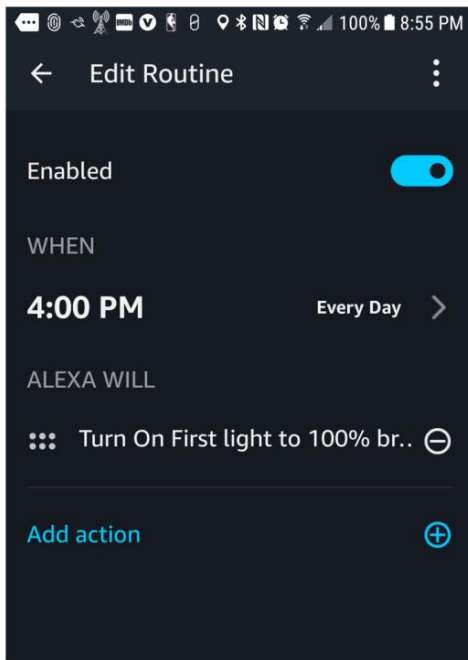 100% 8:55 PM
Edit Routine
Enabled
WHEN
4:00 PM Every Day
ALEXA WILL
Turn On First light to 100% br..
Add action